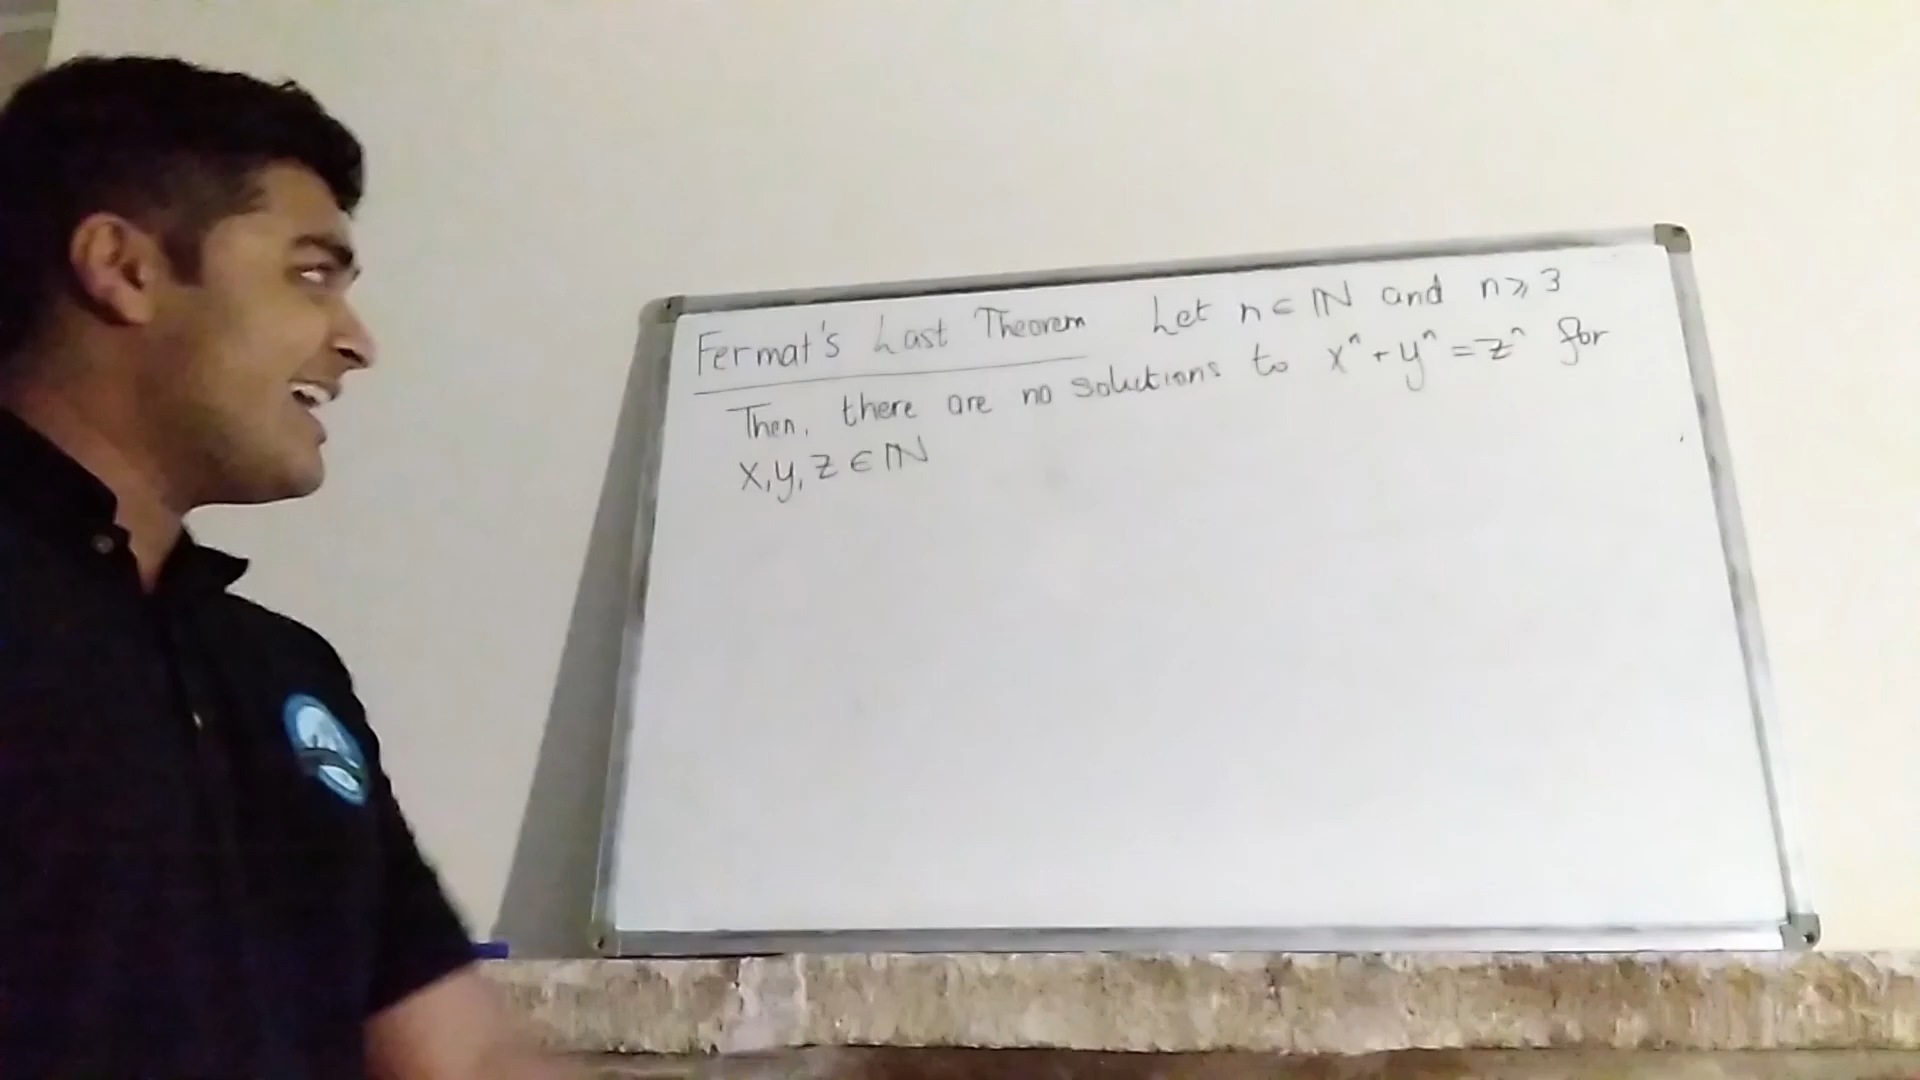 Fermat's Last Theorem Let n ∈ ℕ and n ⩾ 3
Then, there are no solutions to xⁿ + yⁿ = zⁿ for
x, y, z ∈ ℕ